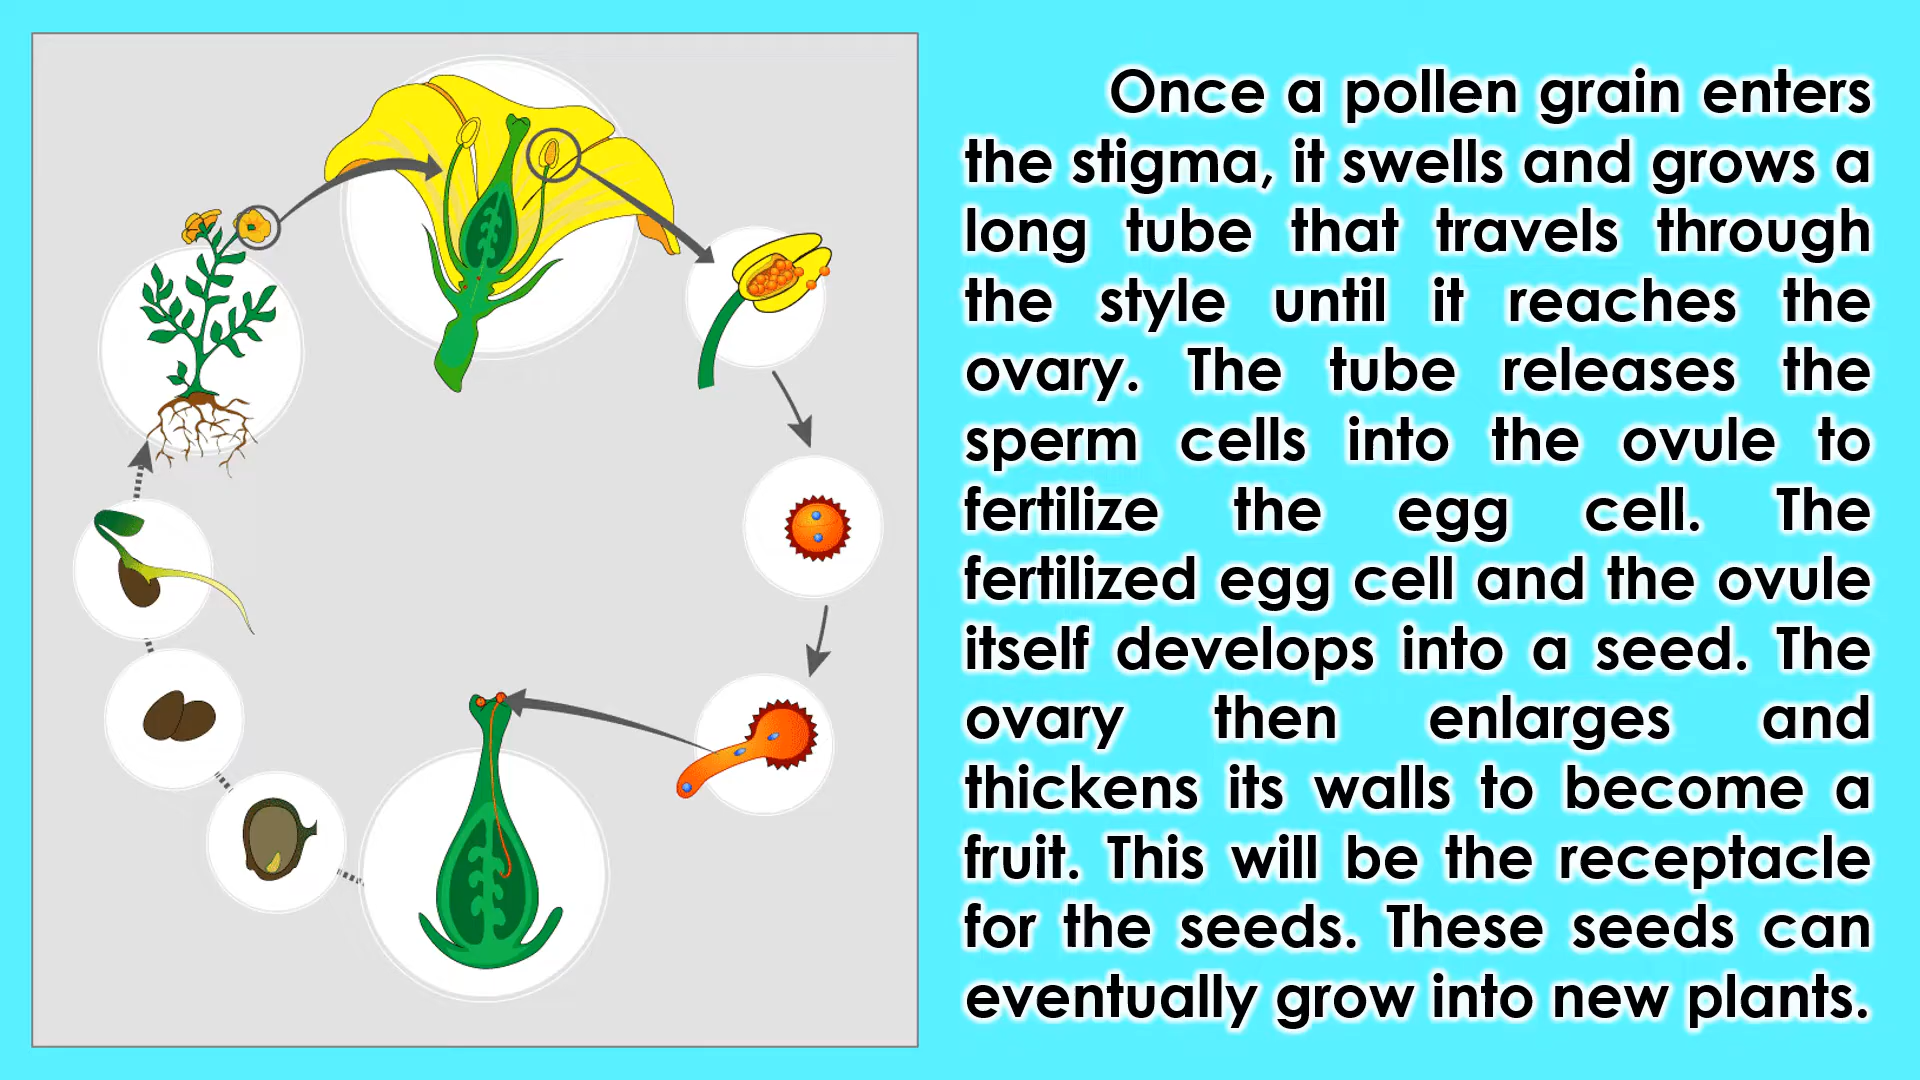 Once a pollen grain enters
the stigma, it swells and grows a
long tube that travels through
the style until it reaches the
ovary. The tube releases the
sperm cells into the ovule to
fertilize the egg cell. The
fertilized egg cell and the ovule
itself develops into a seed. The
ovary then enlarges and
thickens its walls to become a
fruit. This will be the receptacle
for the seeds. These seeds can
eventually grow into new plants.